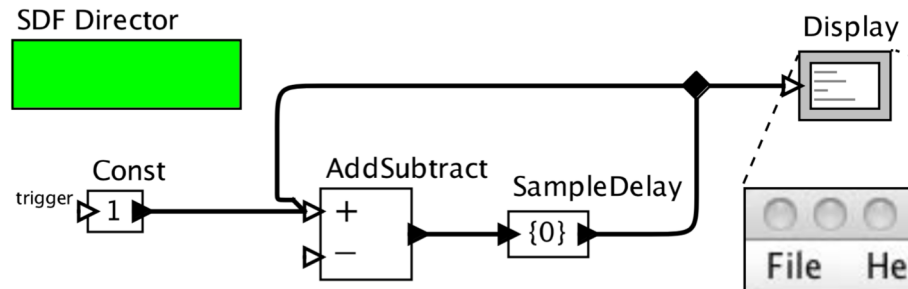 SDF Director
Display
Const
AddSubtract
SampleDelay
trigger
1
+
−
{0}
File He